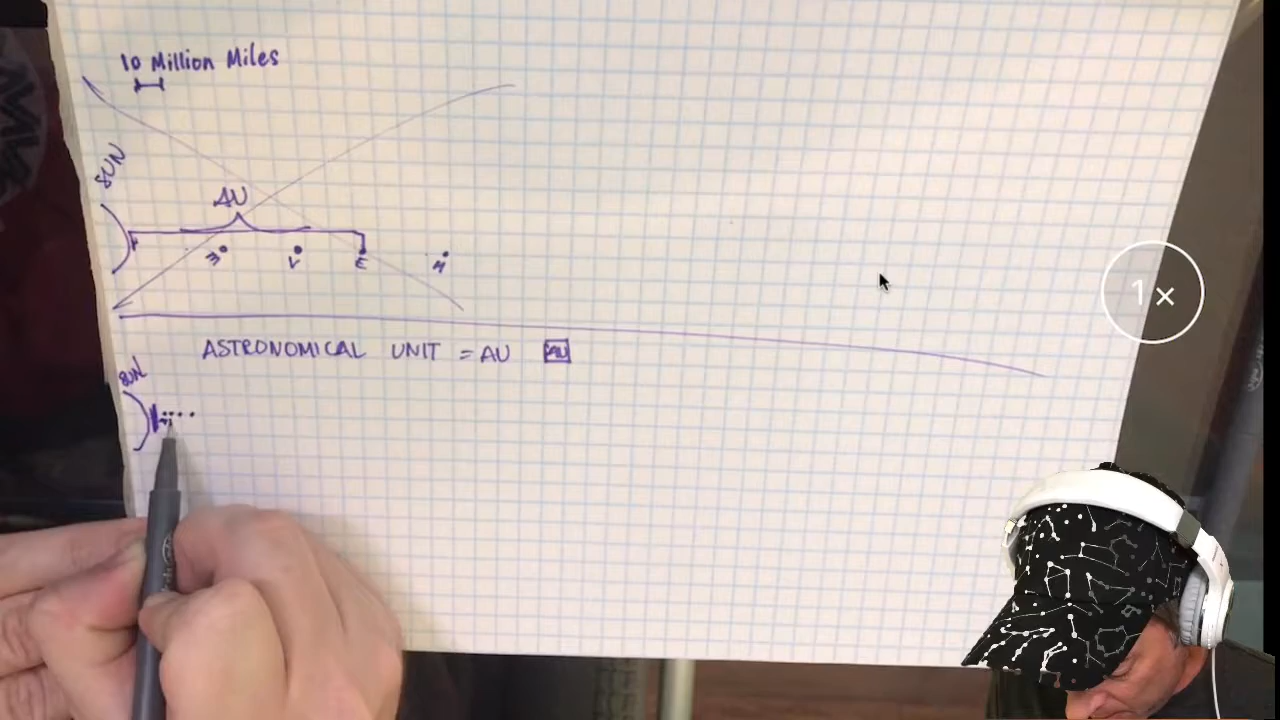 10 Million Miles
SUN
AU
M V E M
ASTRONOMICAL UNIT = AU AU
SUN
1×